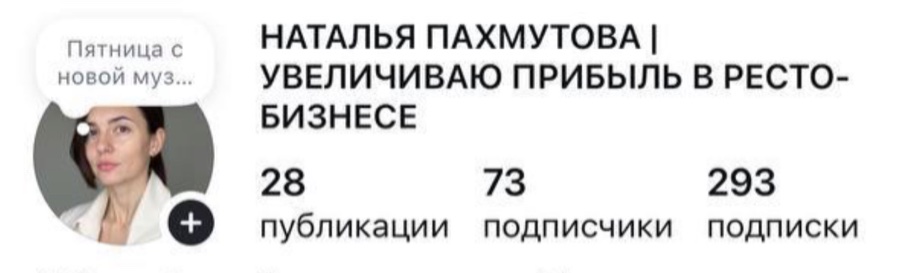 Пятница с
новой муз...
НАТАЛЬЯ ПАХМУТОВА |
УВЕЛИЧИВАЮ ПРИБЫЛЬ В РЕСТО-
БИЗНЕСЕ
28 73 293
публикации подписчики подписки